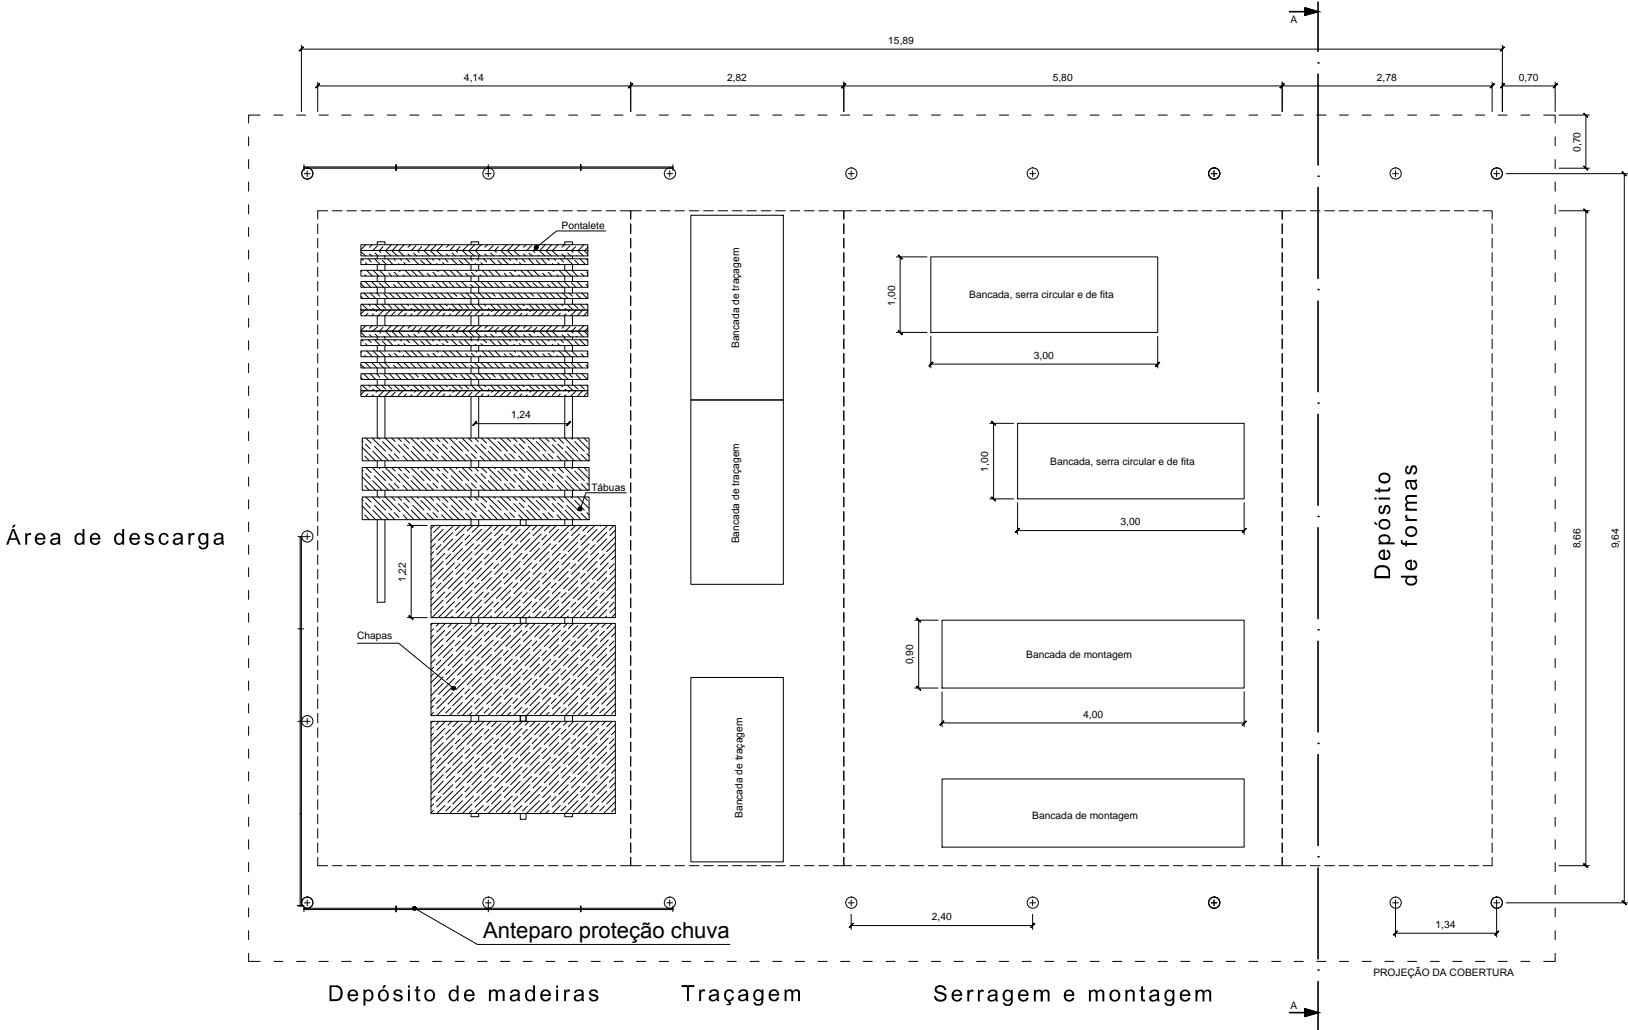 A
15,89
4,14
2,82
5,80
2,78
0,70
0,70
Pontalete
Bancada de traçagem
1,00
Bancada, serra circular e de fita
3,00
1,24
Bancada de traçagem
1,00
Bancada, serra circular e de fita
3,00
Tábuas
Depósito
de formas
8,66
9,64
Área de descarga
1,22
Chapas
0,90
Bancada de montagem
4,00
Bancada de traçagem
Bancada de montagem
2,40
1,34
Anteparo proteção chuva
PROJEÇÃO DA COBERTURA
Depósito de madeiras
Traçagem
Serragem e montagem
A